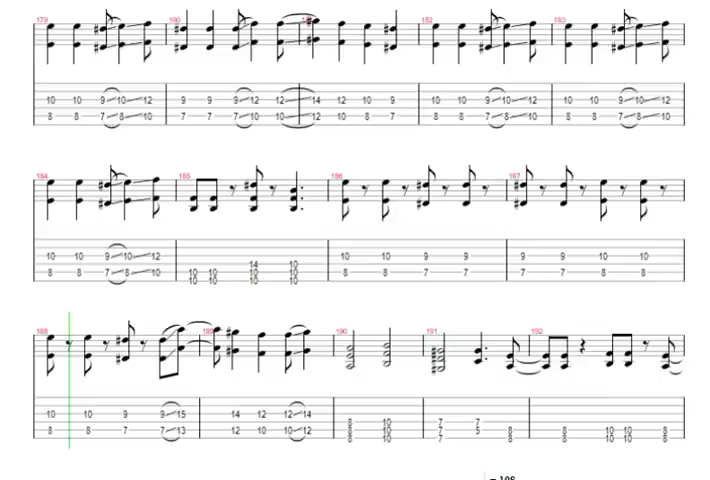 179 180 182 183
10 10 9 10 12 9 9 9 12 12 14 12 10 9 10 10 9 10 12 10 10 9 10 12
8 8 7 8 10 7 7 7 10 10 12 10 8 7 8 8 7 8 10 8 8 7 8 10
184 185 186 167
10 10 9 10 12 10 10 9 9 9 9 10 10
14 10
8 8 7 8 10 10 10 10 10 8 8 7 7 7 7 8 8
10 10 10 10
188 189 190 191 192
10 10 9 9 15 14 12 12 14
8 10 7 7
8 8 7 7 13 12 10 10 12 8 10 7 5 8 10 10 8
8 10 8 10 10 8
= 108